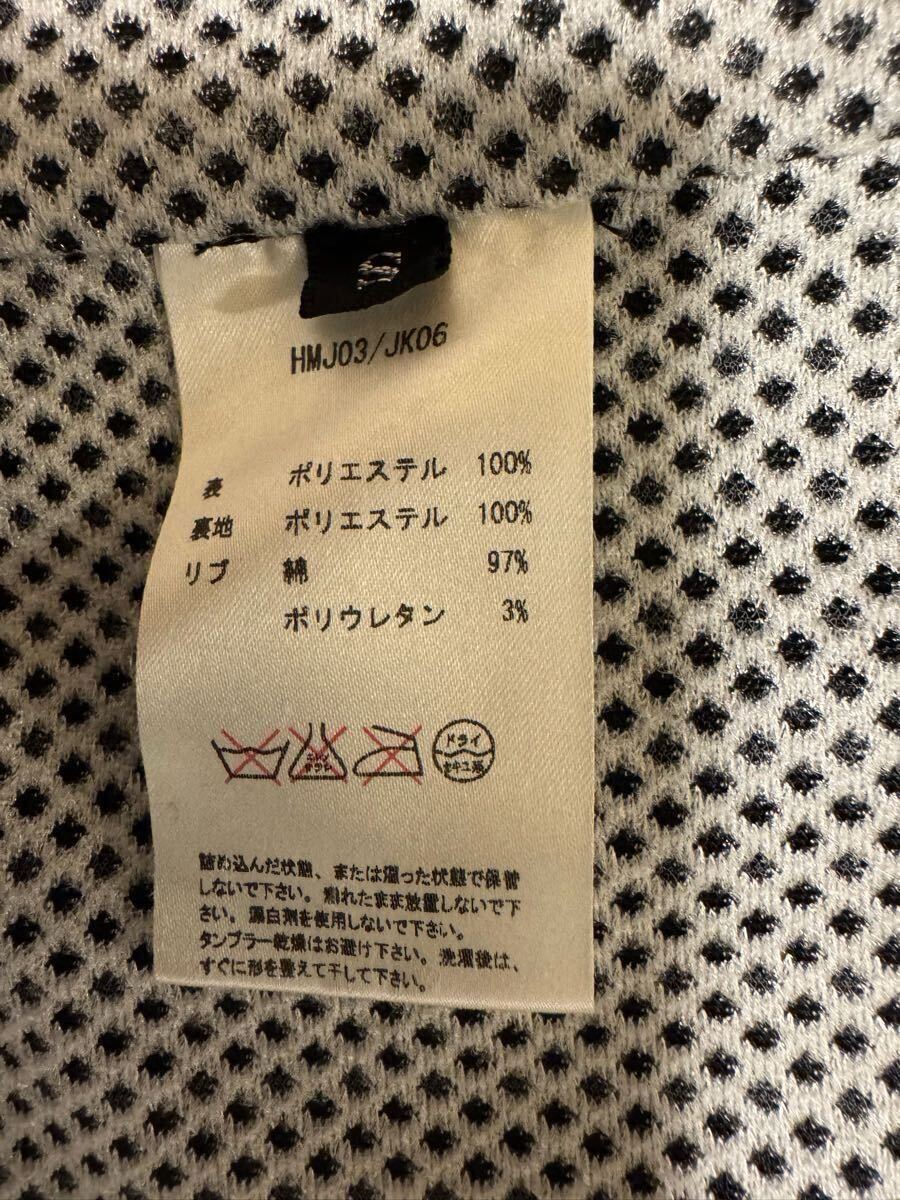 HMJ03/JK06
表 ポリエステル 100%
裏地 ポリエステル 100%
リブ 綿 97%
ポリウレタン 3%
ドライ
セキユ系
詰め込んだ状態、または湿った状態で保管
しないで下さい。濡れたまま放置しないで下
さい。漂白剤を使用しないで下さい。
タンブラー乾燥はお避け下さい。洗濯後は、
すぐに形を整えて干して下さい。